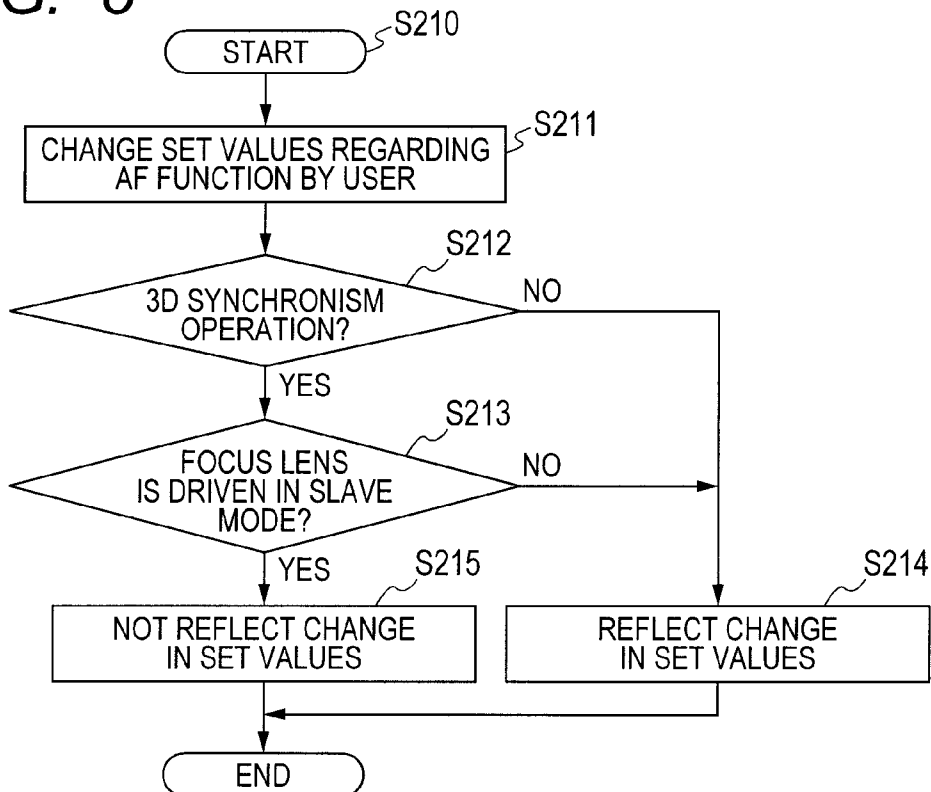 START
S210
CHANGE SET VALUES REGARDING
AF FUNCTION BY USER
S211
3D SYNCHRONISM
OPERATION?
S212
NO
YES
FOCUS LENS
IS DRIVEN IN SLAVE
MODE?
S213
NO
YES
NOT REFLECT CHANGE
IN SET VALUES
S215
REFLECT CHANGE
IN SET VALUES
S214
END